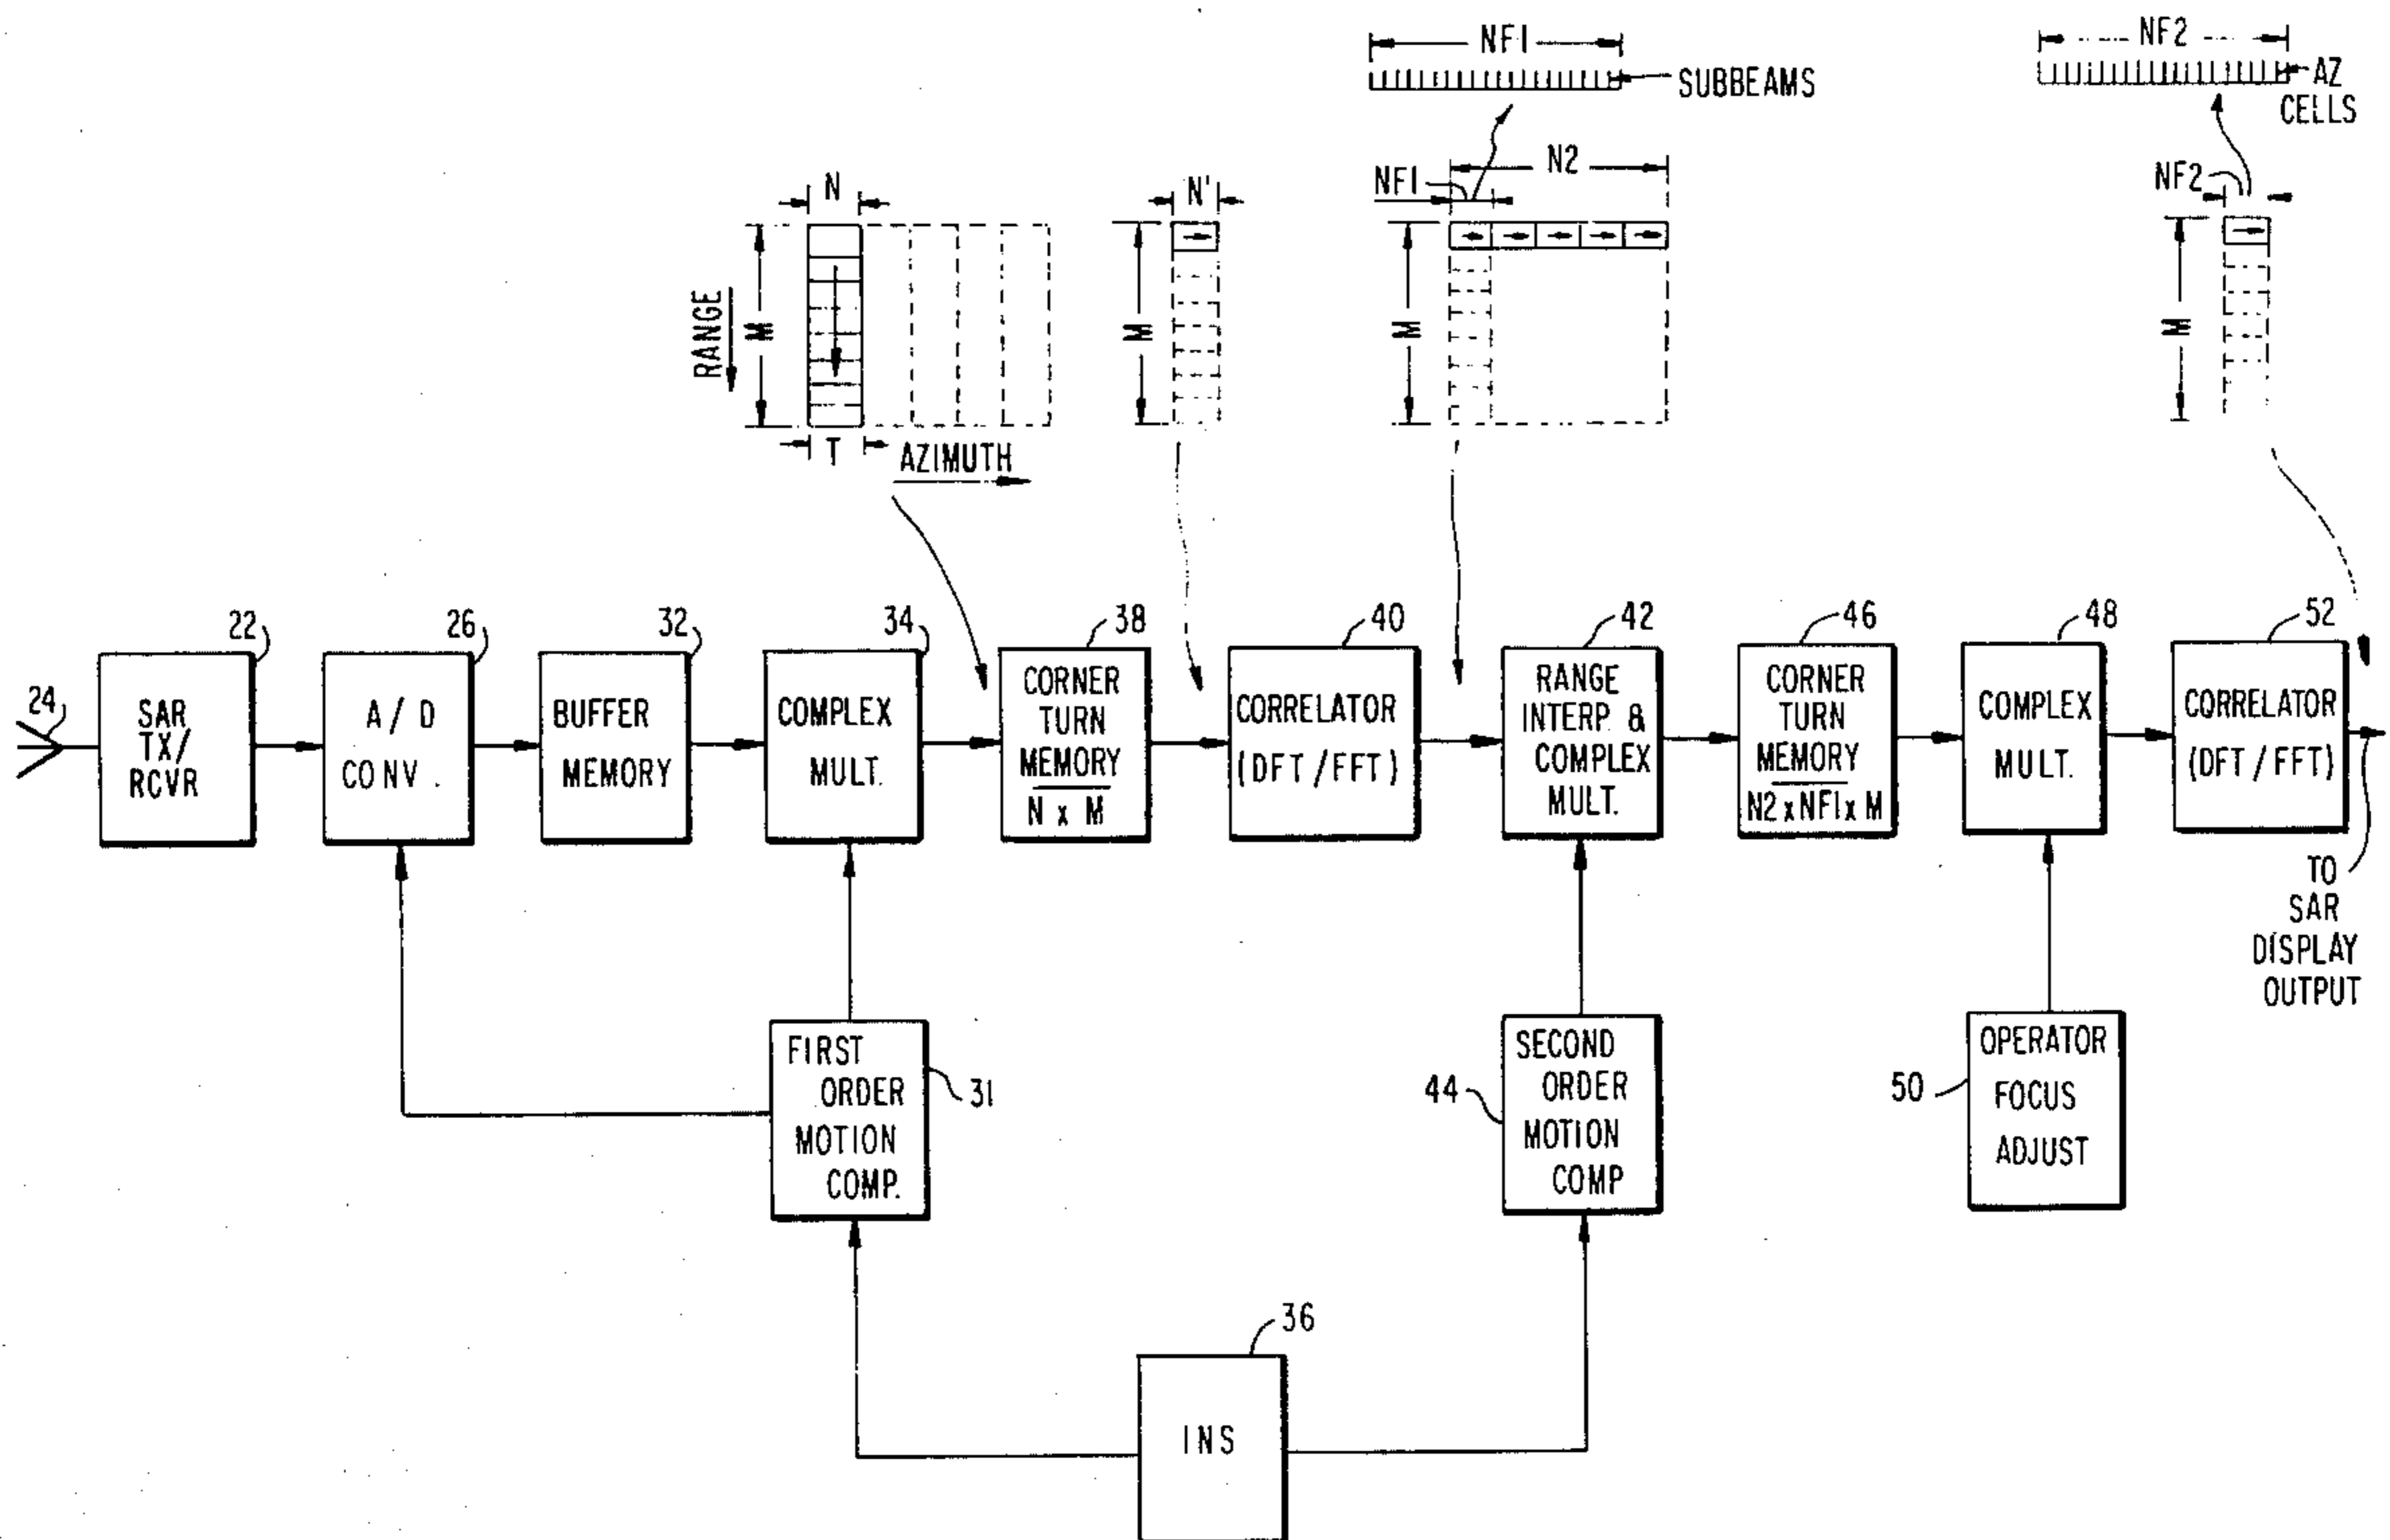 NF1
SUBBEAMS
NF2
AZ
CELLS
N
N'
NF1
N2
NF2
RANGE
M
M
M
M
T
AZIMUTH
24
22
26
32
34
38
40
42
46
48
52
SAR
TX/
RCVR
A/D
CONV.
BUFFER
MEMORY
COMPLEX
MULT.
CORNER
TURN
MEMORY
N x M
CORRELATOR
(DFT/FFT)
RANGE
INTERP. &
COMPLEX
MULT.
CORNER
TURN
MEMORY
N2 x NF1 x M
COMPLEX
MULT.
CORRELATOR
(DFT/FFT)
TO
SAR
DISPLAY
OUTPUT
FIRST
ORDER
MOTION
COMP.
31
44
SECOND
ORDER
MOTION
COMP
50
OPERATOR
FOCUS
ADJUST
36
INS